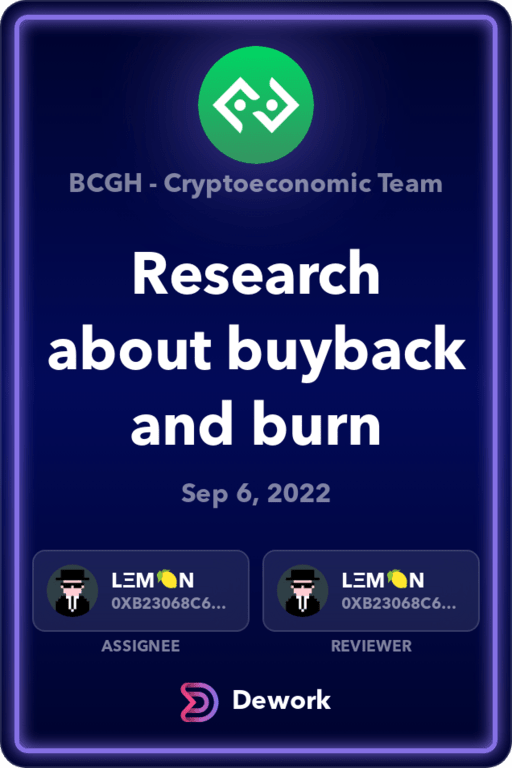 BCGH - Cryptoeconomic Team
Research
about buyback
and burn
Sep 6, 2022
LΞM🍋N
0XB23068C6...
ASSIGNEE
LΞM🍋N
0XB23068C6...
REVIEWER
Dework